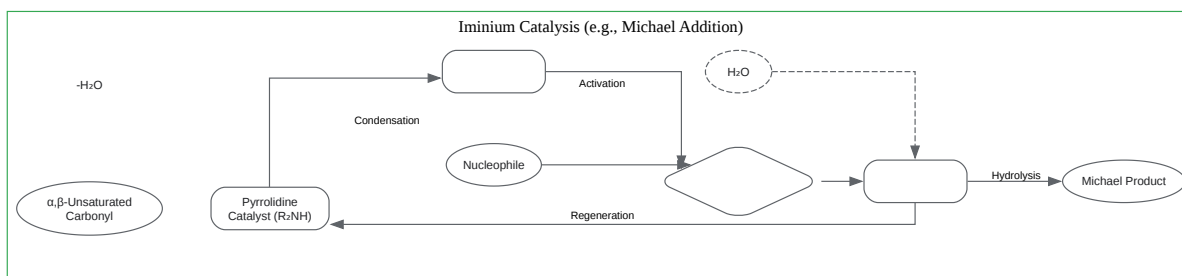 Iminium Catalysis (e.g., Michael Addition)
-H₂O
H₂O
Activation
Condensation
Nucleophile
α,β-Unsaturated
Carbonyl
Pyrrolidine
Catalyst (R₂NH)
Regeneration
Hydrolysis
Michael Product